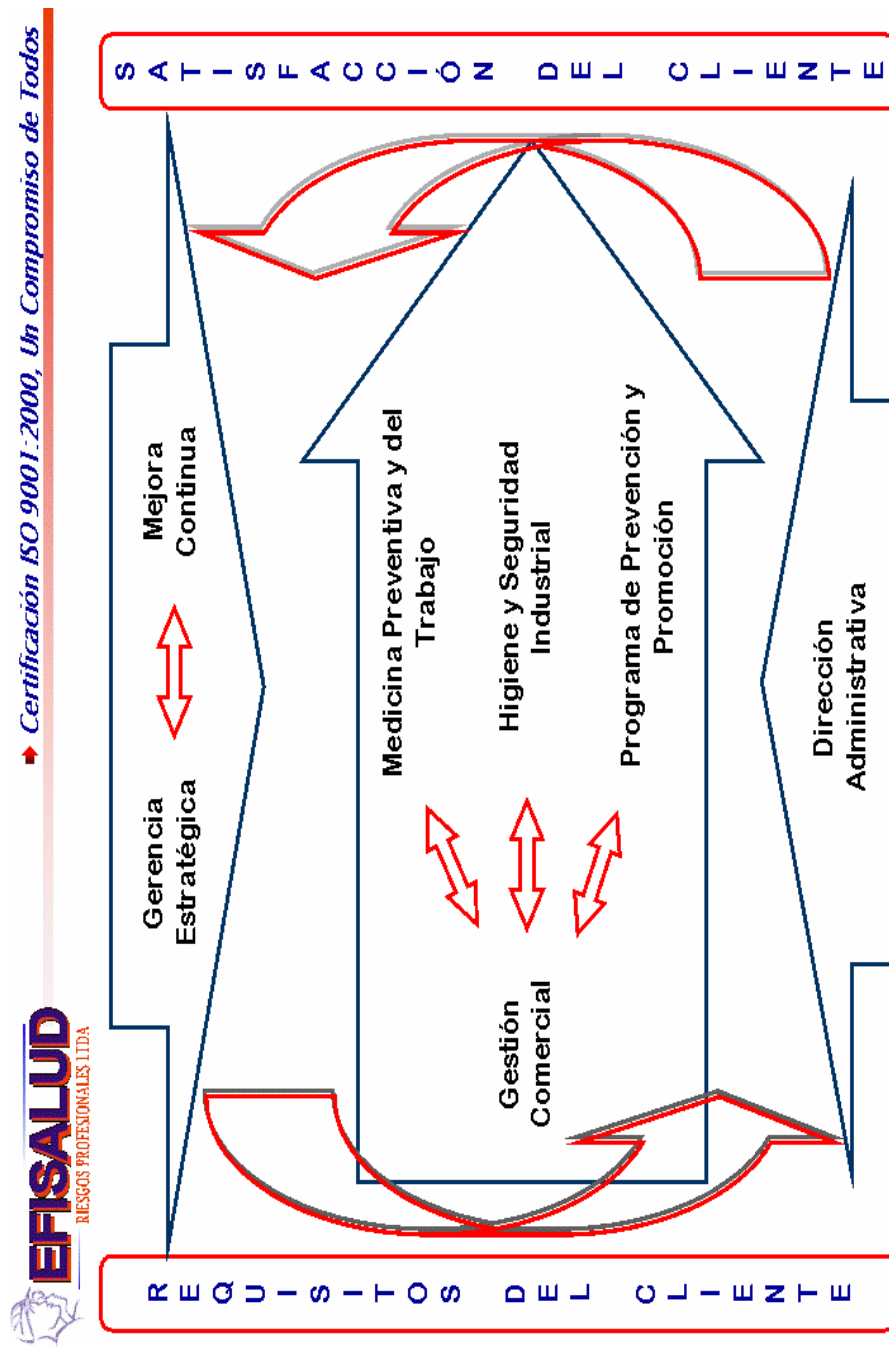 EFISALUD
RIESGOS PROFESIONALES LTDA
Certificación ISO 9001:2000, Un Compromiso de Todos
REQUISITOS DEL CLIENTE
Gerencia
Estratégica
Mejora
Continua
Gestión
Comercial
Medicina Preventiva y del
Trabajo
Higiene y Seguridad
Industrial
Programa de Prevención y
Promoción
Dirección
Administrativa
SATISFACCIÓN DEL CLIENTE